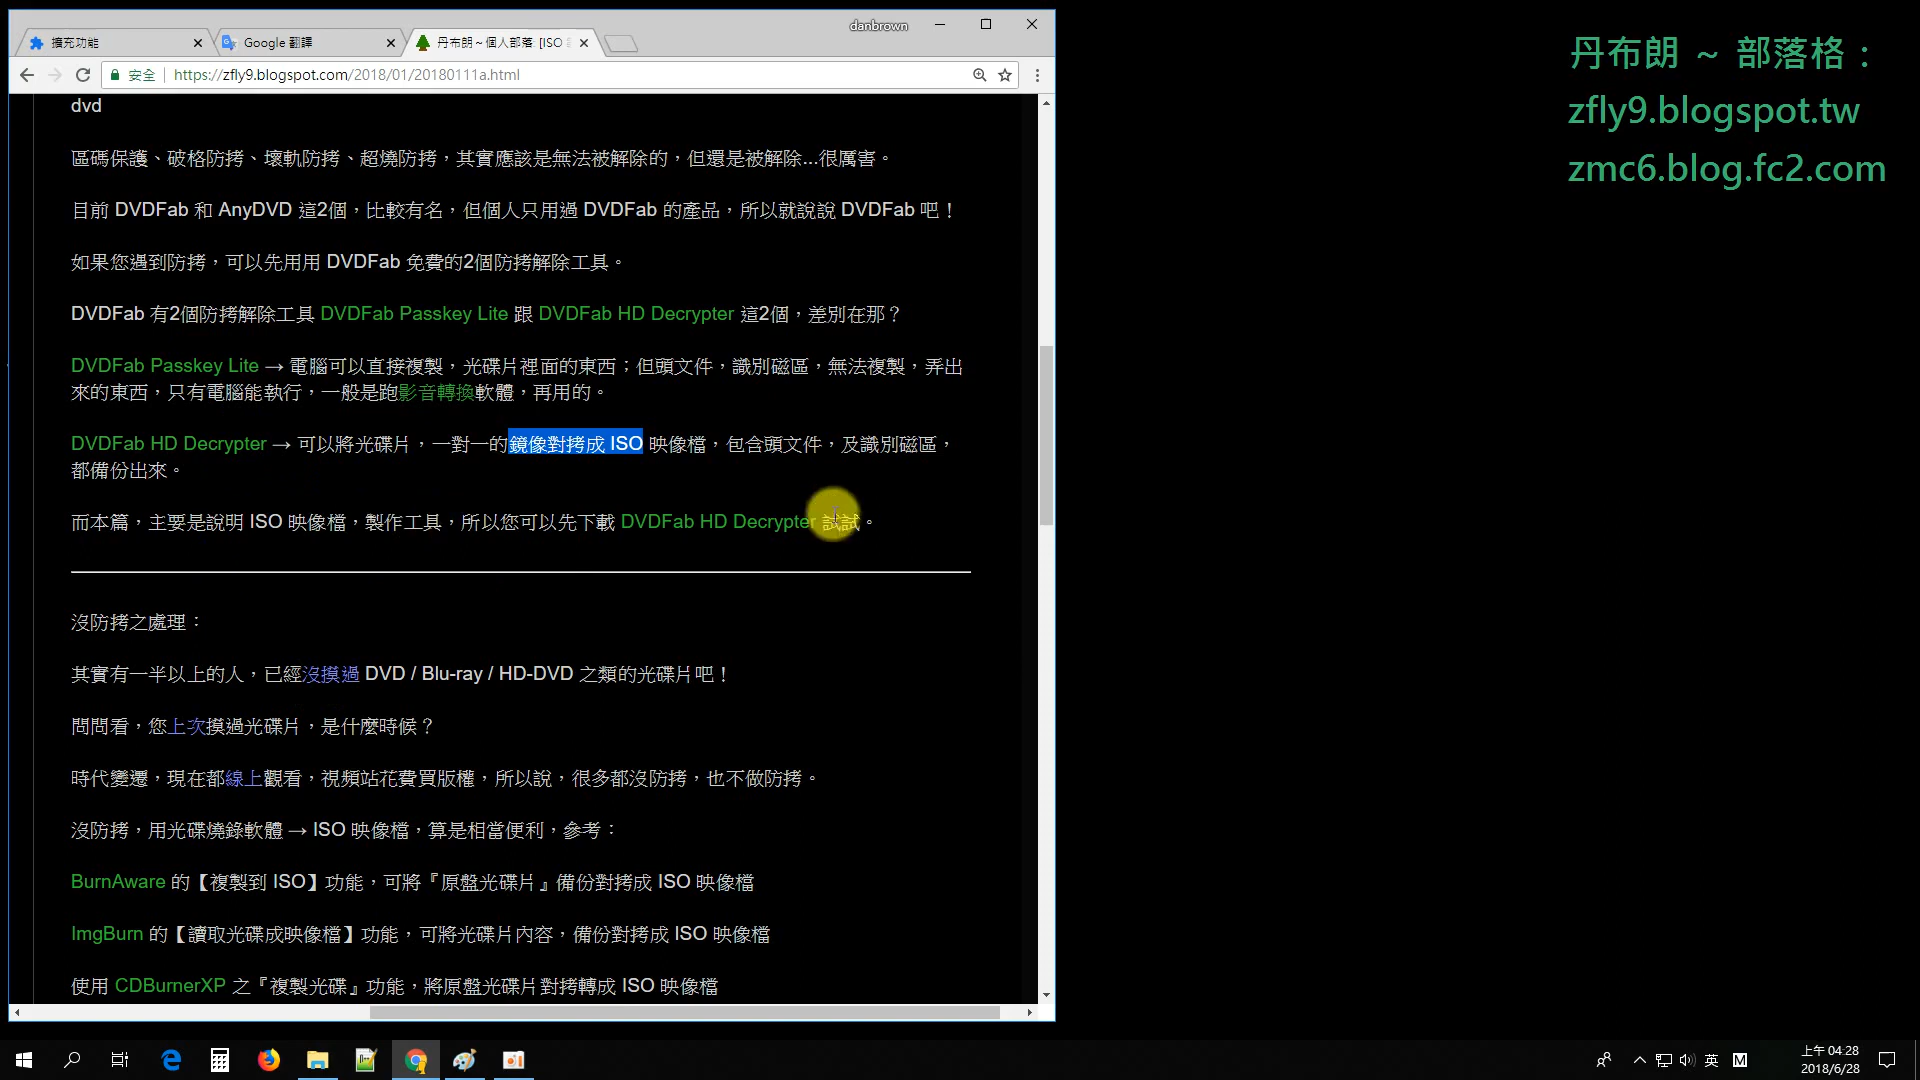 danbrown
擴充功能
Google 翻譯
丹布朗~個人部落: [ISO
安全
https://zfly9.blogspot.com/2018/01/20180111a.html
丹布朗 ~ 部落格：
zfly9.blogspot.tw
zmc6.blog.fc2.com
dvd
區碼保護、破格防拷、壞軌防拷、超燒防拷，其實應該是無法被解除的，但還是被解除...很厲害。
目前 DVDFab 和 AnyDVD 這2個，比較有名，但個人只用過 DVDFab 的產品，所以就說說 DVDFab 吧！
如果您遇到防拷，可以先用用 DVDFab 免費的2個防拷解除工具。
DVDFab 有2個防拷解除工具 DVDFab Passkey Lite 跟 DVDFab HD Decrypter 這2個，差別在那？
DVDFab Passkey Lite → 電腦可以直接複製，光碟片裡面的東西；但頭文件，識別磁區，無法複製，弄出
來的東西，只有電腦能執行，一般是跑影音轉換軟體，再用的。
DVDFab HD Decrypter → 可以將光碟片，一對一的鏡像對拷成 ISO 映像檔，包含頭文件，及識別磁區，
都備份出來。
而本篇，主要是說明 ISO 映像檔，製作工具，所以您可以先下載 DVDFab HD Decrypter 試試。
沒防拷之處理：
其實有一半以上的人，已經沒摸過 DVD / Blu-ray / HD-DVD 之類的光碟片吧！
問問看，您上次摸過光碟片，是什麼時候？
時代變遷，現在都線上觀看，視頻站花費買版權，所以說，很多都沒防拷，也不做防拷。
沒防拷，用光碟燒錄軟體 → ISO 映像檔，算是相當便利，參考：
BurnAware 的【複製到 ISO】功能，可將『原盤光碟片』備份對拷成 ISO 映像檔
ImgBurn 的【讀取光碟成映像檔】功能，可將光碟片內容，備份對拷成 ISO 映像檔
使用 CDBurnerXP 之『複製光碟』功能，將原盤光碟片對拷轉成 ISO 映像檔
英
M
上午 04:28
2018/6/28